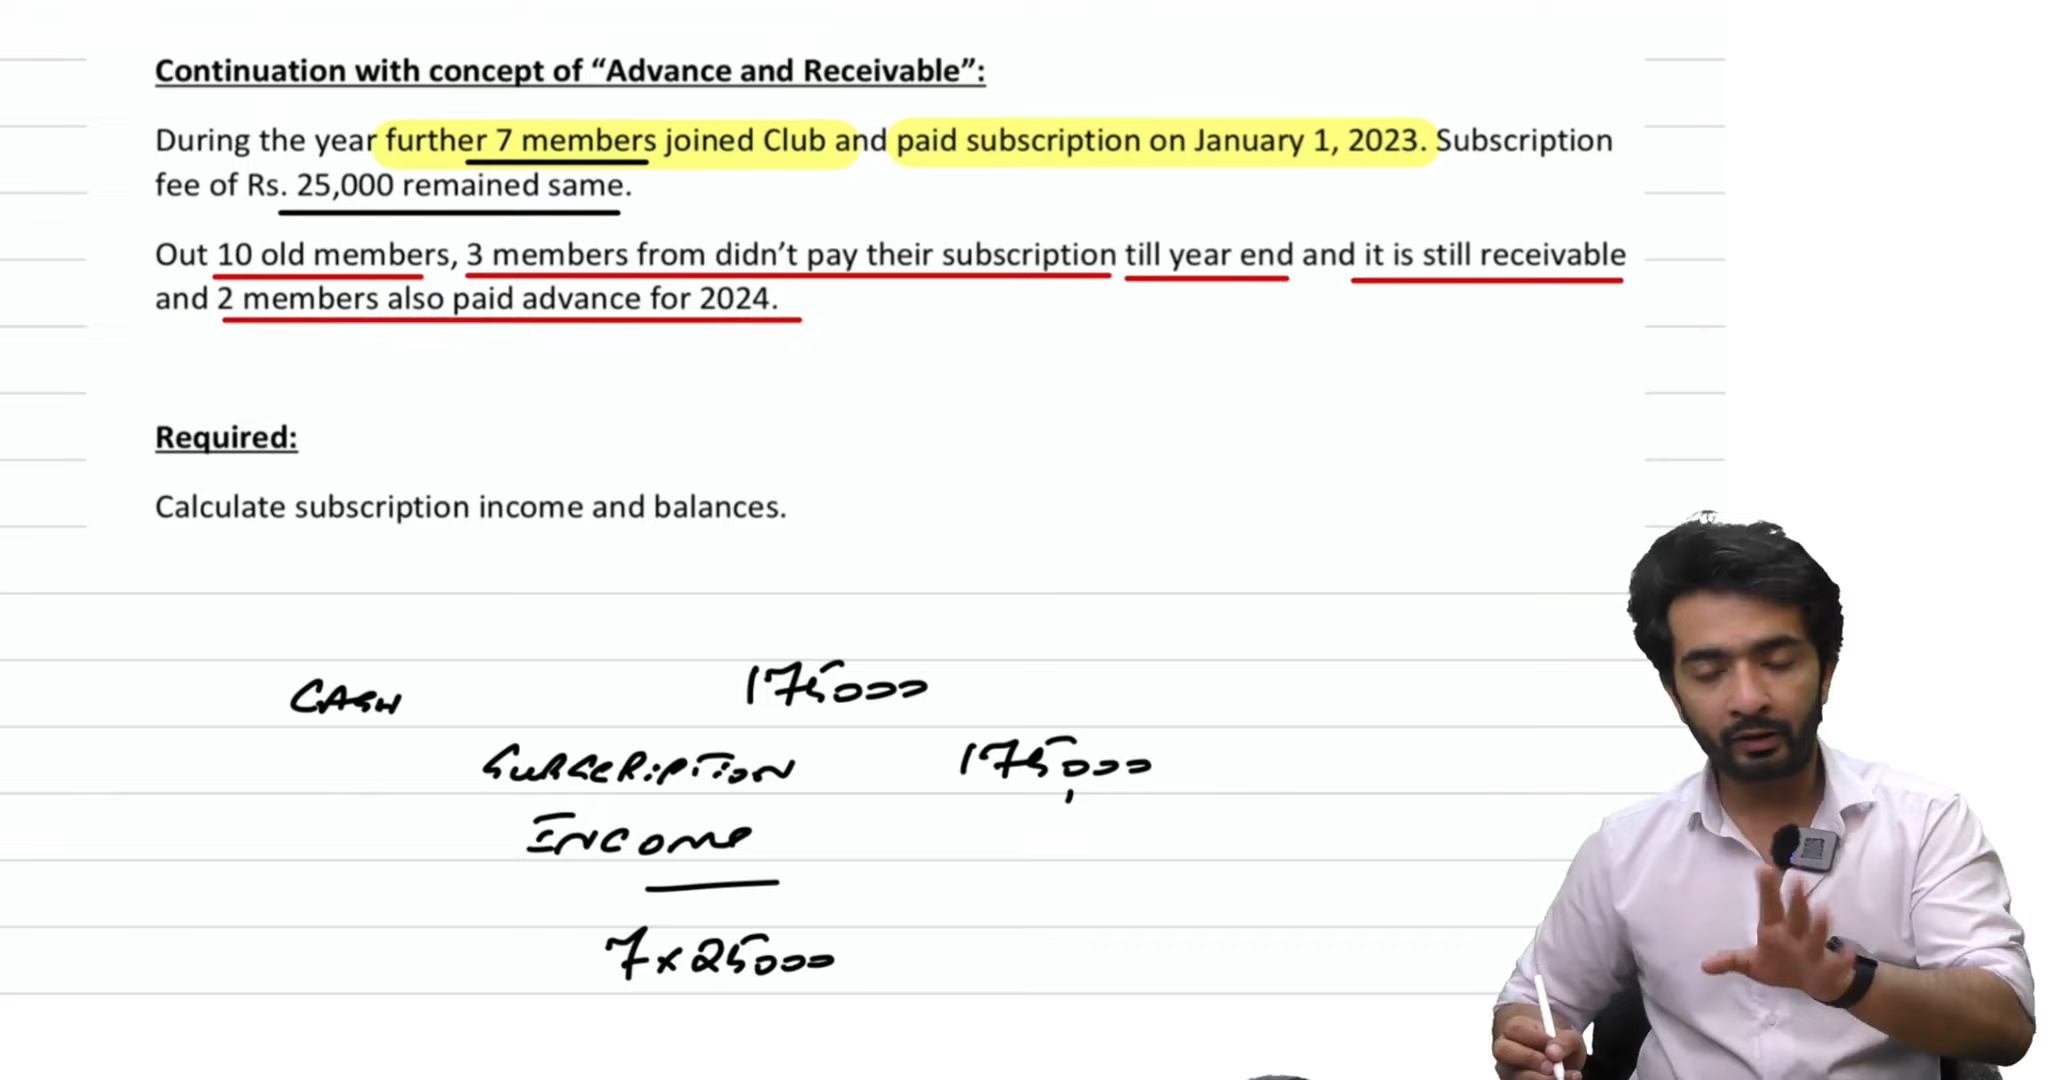 Continuation with concept of “Advance and Receivable”:
During the year further 7 members joined Club and paid subscription on January 1, 2023. Subscription
fee of Rs. 25,000 remained same.
Out 10 old members, 3 members from didn’t pay their subscription till year end and it is still receivable
and 2 members also paid advance for 2024.
Required:
Calculate subscription income and balances.
CASH 175000
SUBSCRIPTION 175,000
INCOME
7 x 25000